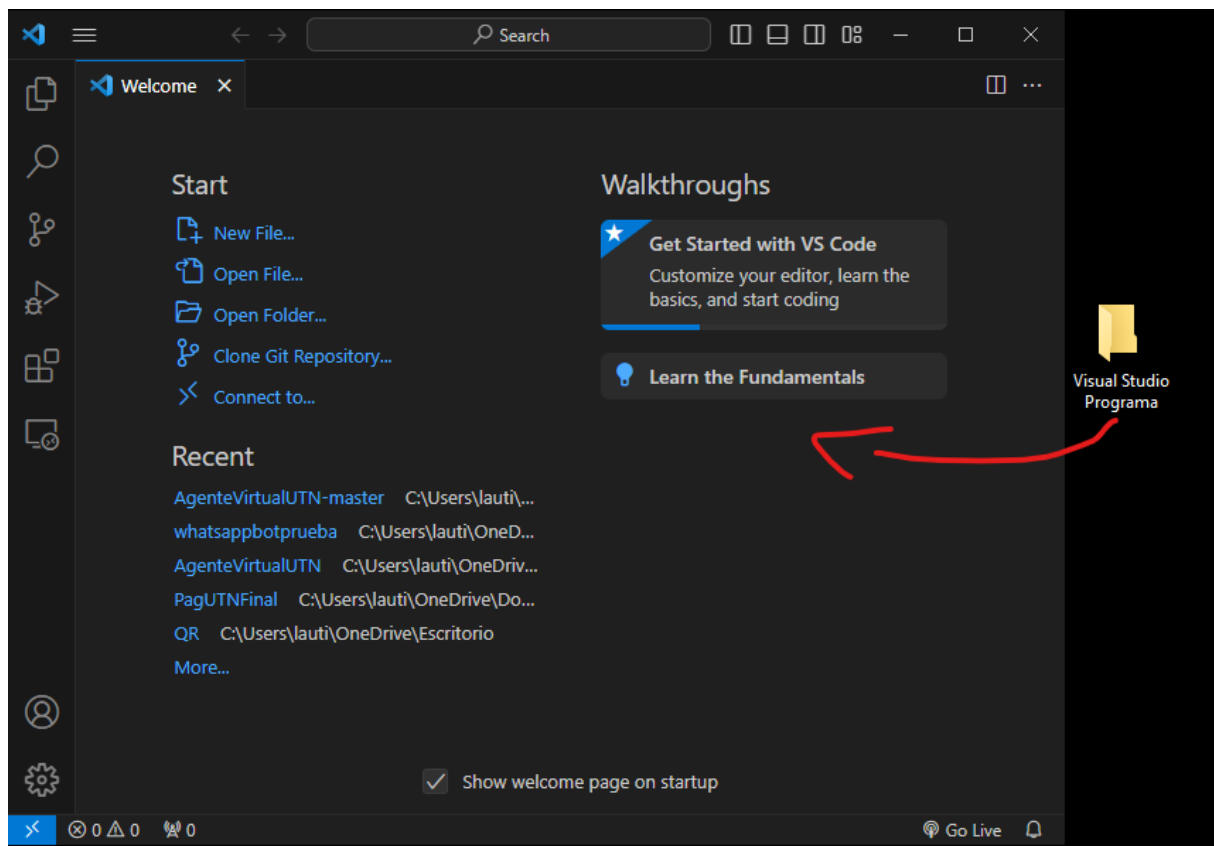 Search
Welcome
Start
New File...
Open File...
Open Folder...
Clone Git Repository...
Connect to...
Recent
AgenteVirtualUTN-master C:\Users\lauti\...
whatsappbotprueba C:\Users\lauti\OneD...
AgenteVirtualUTN C:\Users\lauti\OneDriv...
PagUTNFinal C:\Users\lauti\OneDrive\Do...
QR C:\Users\lauti\OneDrive\Escritorio
More...
Walkthroughs
Get Started with VS Code
Customize your editor, learn the
basics, and start coding
Learn the Fundamentals
Show welcome page on startup
0 0 0
Go Live
Visual Studio
Programa